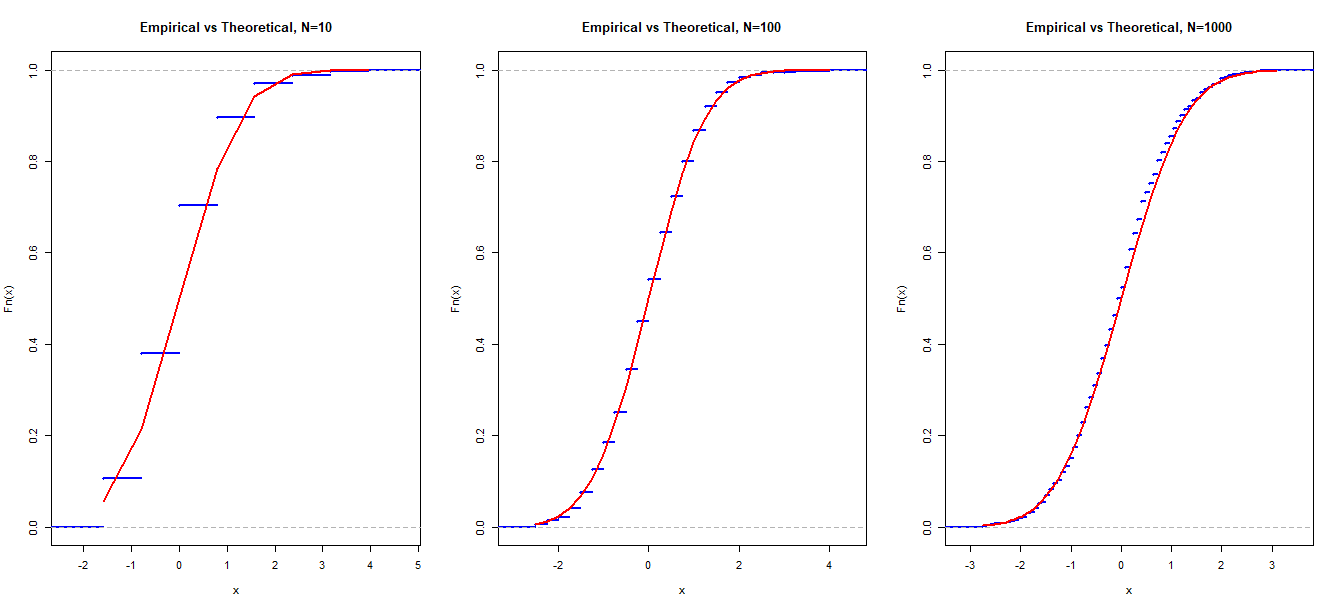 Empirical vs Theoretical, N=10
Fn(x)
1.0
0.8
0.6
0.4
0.2
0.0
-2 -1 0 1 2 3 4 5
x
Empirical vs Theoretical, N=100
Fn(x)
1.0
0.8
0.6
0.4
0.2
0.0
-2 0 2 4
x
Empirical vs Theoretical, N=1000
Fn(x)
1.0
0.8
0.6
0.4
0.2
0.0
-3 -2 -1 0 1 2 3
x